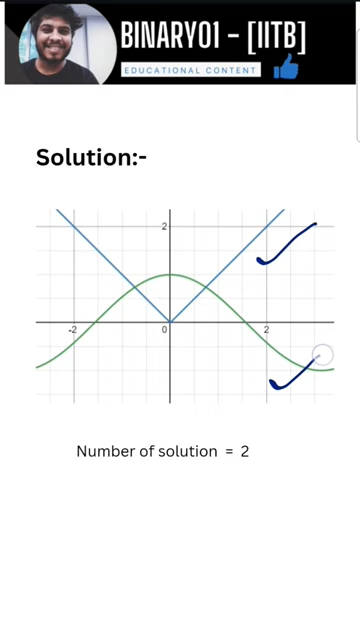 BINARY01 - [IITB]
EDUCATIONAL CONTENT
Solution:-
2
-2 0 2
Number of solution = 2